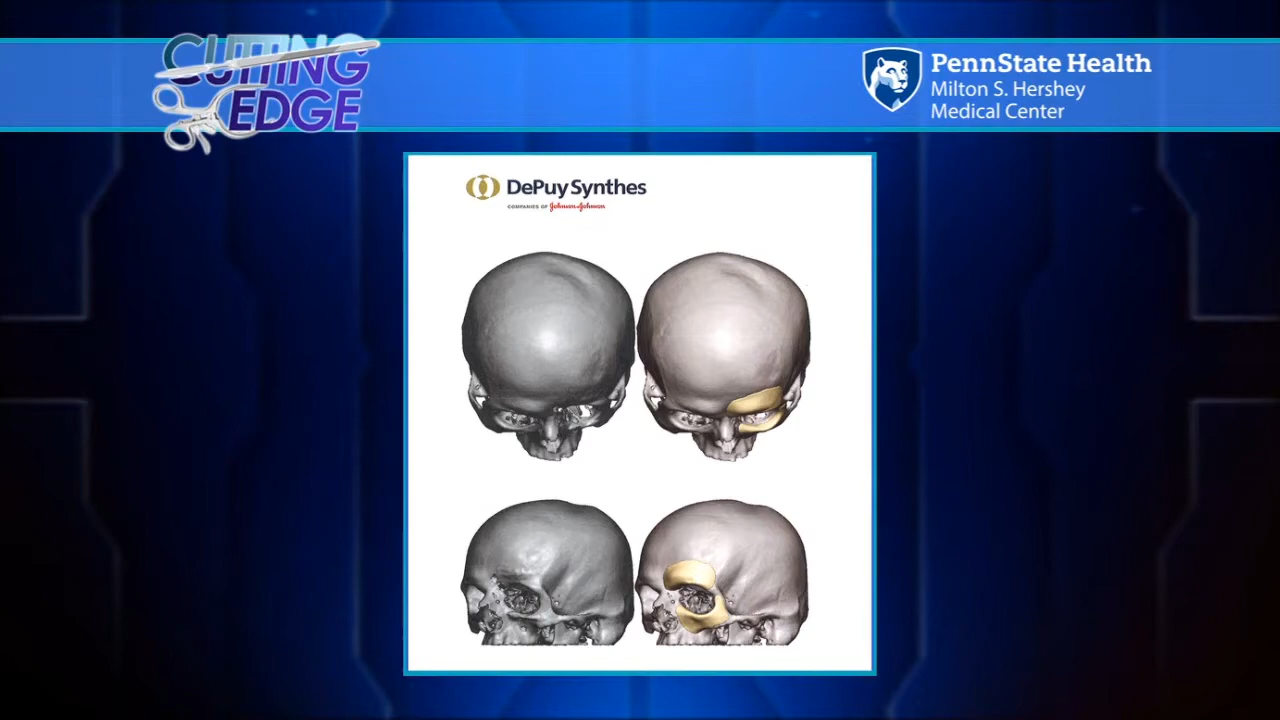 CUTTING
EDGE
PennState Health
Milton S. Hershey
Medical Center
DePuy Synthes
COMPANIES OF Johnson & Johnson